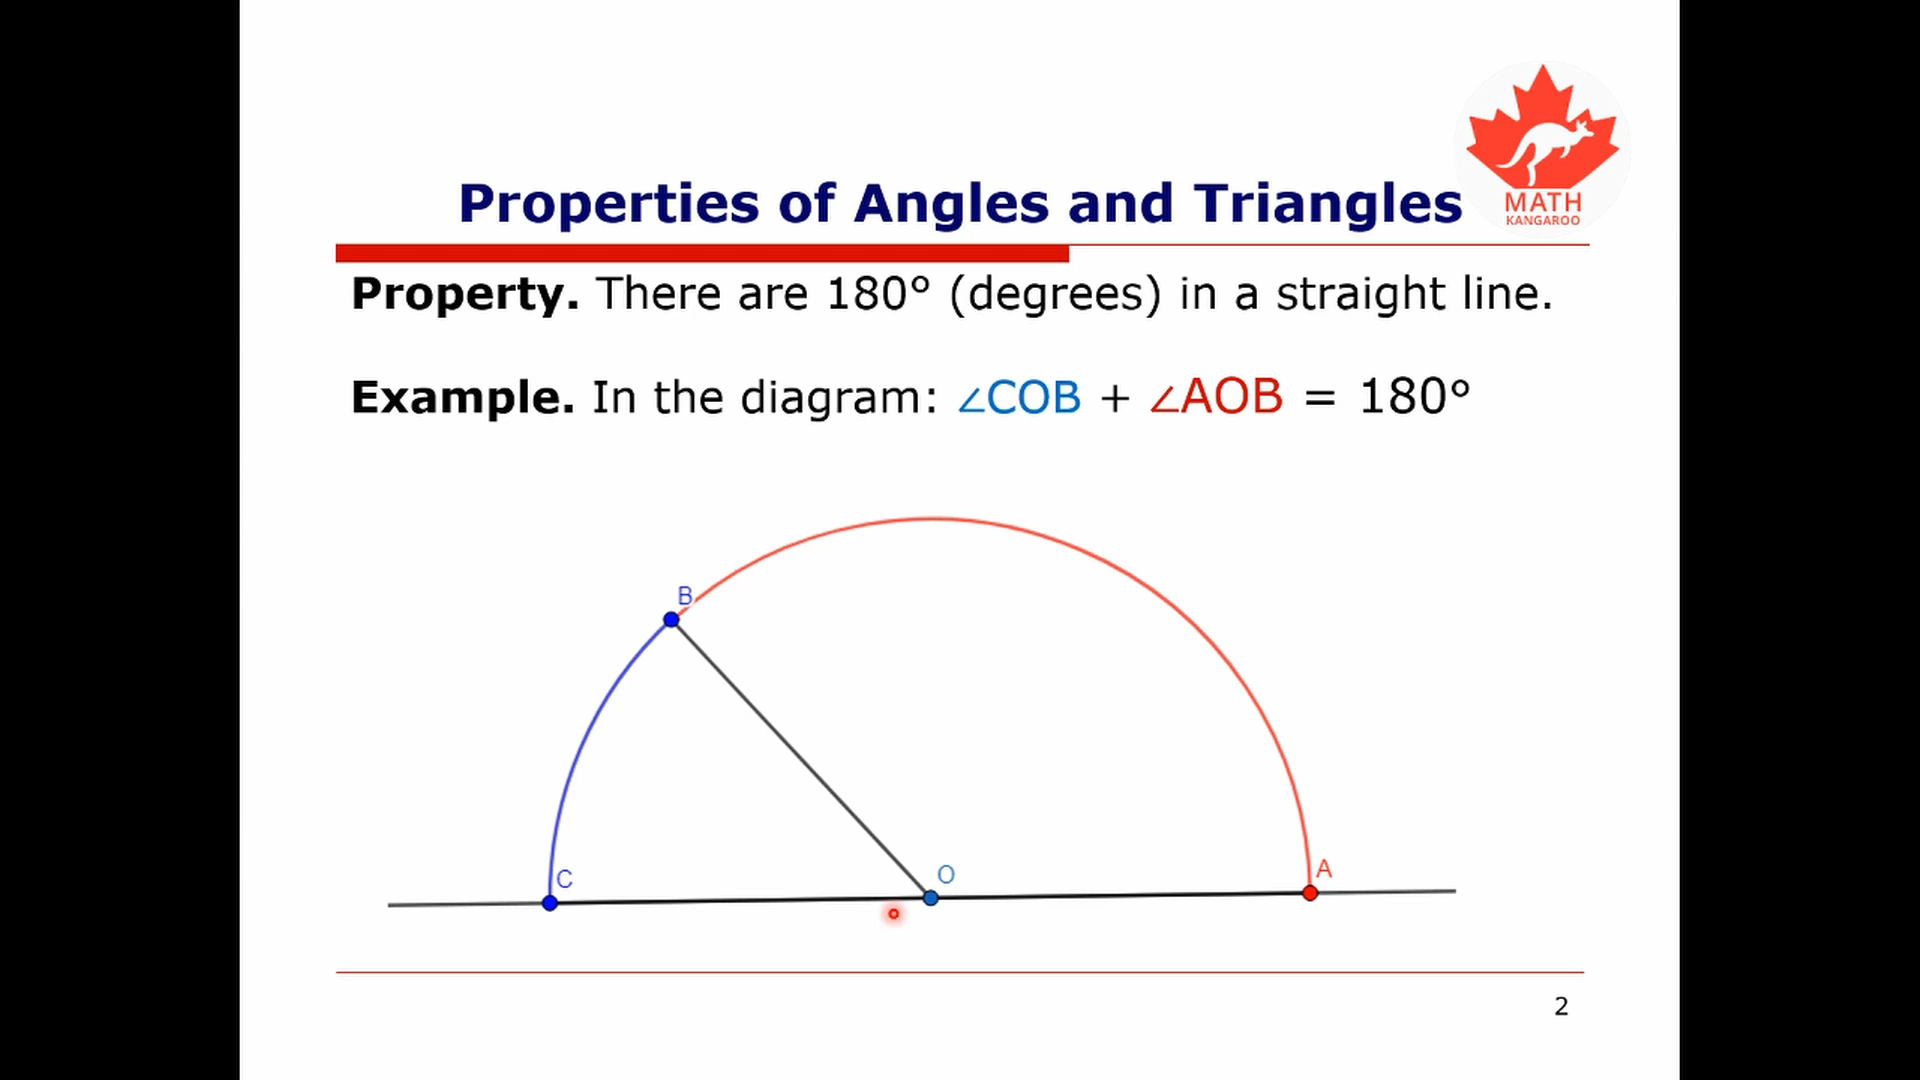 MATH
KANGAROO
Properties of Angles and Triangles
Property. There are 180° (degrees) in a straight line.
Example. In the diagram: ∠COB + ∠AOB = 180°
B
C
O
A
2